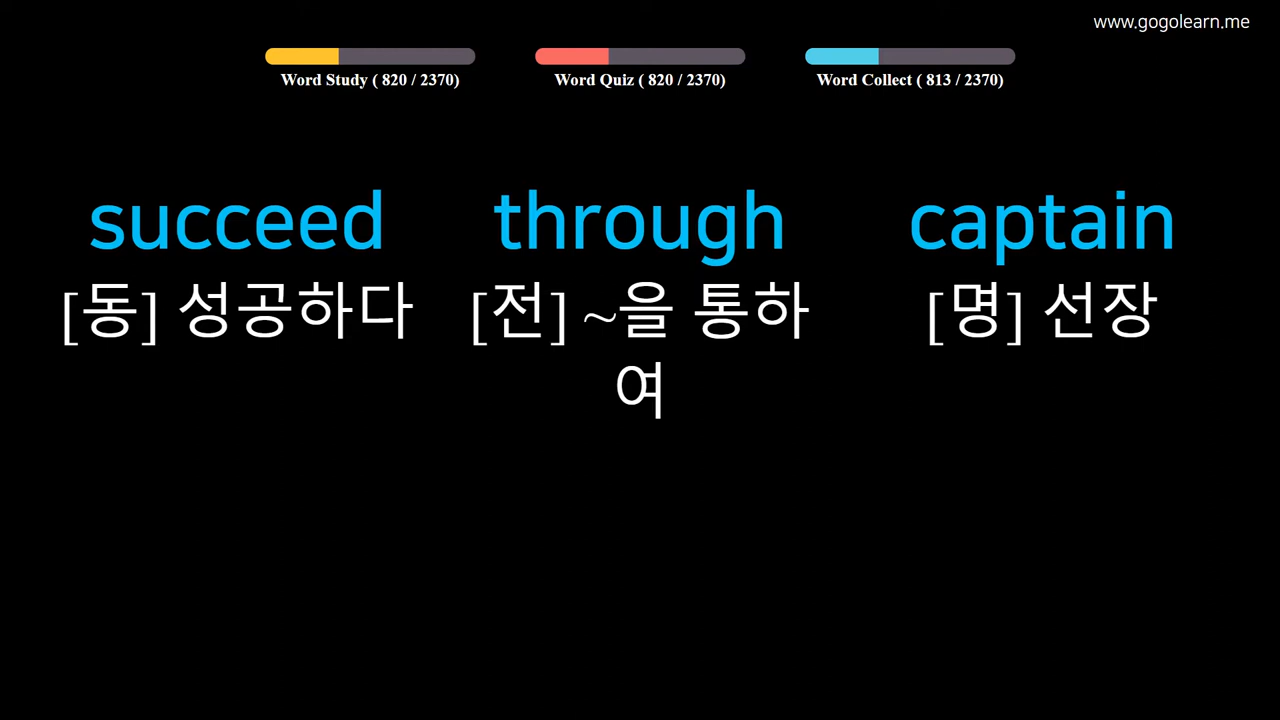 www.gogolearn.me
Word Study ( 820 / 2370)
Word Quiz ( 820 / 2370)
Word Collect ( 813 / 2370)
succeed
[동] 성공하다
through
[전] ~을 통하
여
captain
[명] 선장